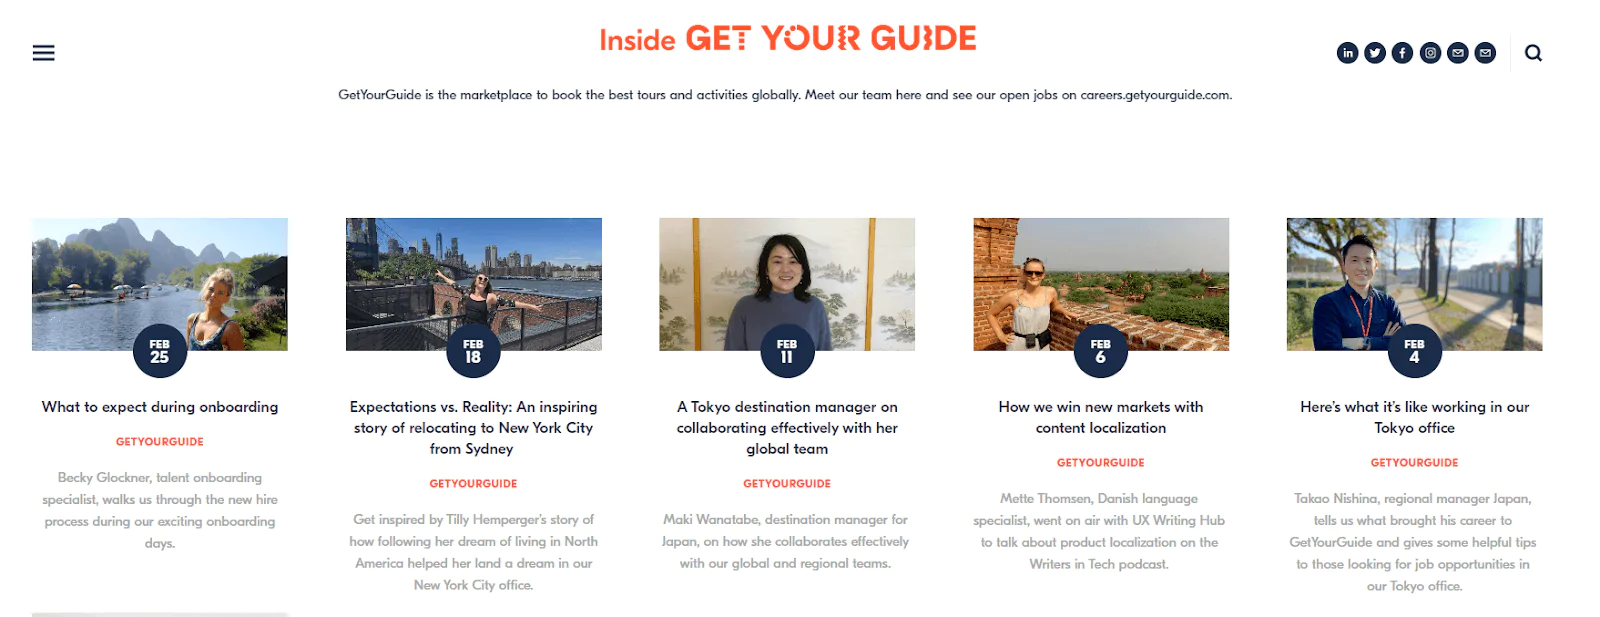 Inside GET YOUR GUIDE
GetYourGuide is the marketplace to book the best tours and activities globally. Meet our team here and see our open jobs on careers.getyourguide.com.
FEB
25
What to expect during onboarding
GETYOURGUIDE
Becky Glockner, talent onboarding
specialist, walks us through the new hire
process during our exciting onboarding
days.
FEB
18
Expectations vs. Reality: An inspiring
story of relocating to New York City
from Sydney
GETYOURGUIDE
Get inspired by Tilly Hemperger's story of
how following her dream of living in North
America helped her land a dream in our
New York City office.
FEB
11
A Tokyo destination manager on
collaborating effectively with her
global team
GETYOURGUIDE
Maki Wanatabe, destination manager for
Japan, on how she collaborates effectively
with our global and regional teams.
FEB
6
How we win new markets with
content localization
GETYOURGUIDE
Mette Thomsen, Danish language
specialist, went on air with UX Writing Hub
to talk about product localization on the
Writers in Tech podcast.
FEB
4
Here's what it's like working in our
Tokyo office
GETYOURGUIDE
Takao Nishina, regional manager Japan,
tells us what brought his career to
GetYourGuide and gives some helpful tips
to those looking for job opportunities in
our Tokyo office.